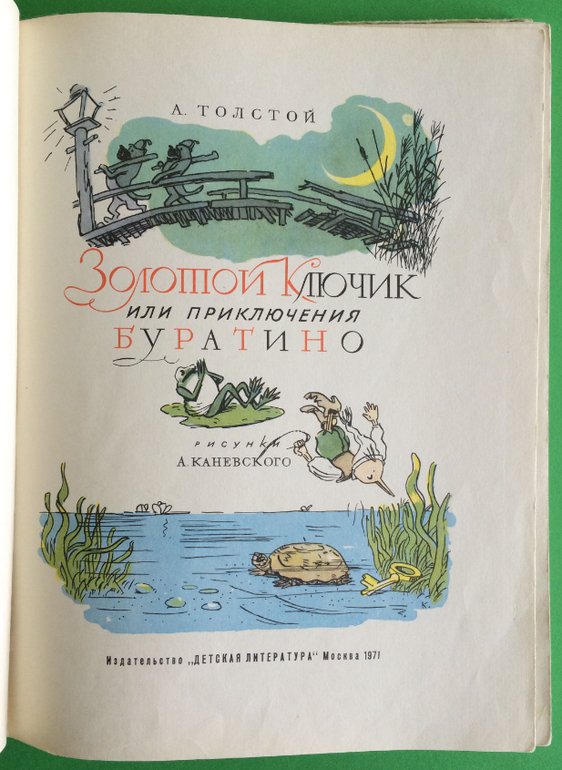 А. ТОЛСТОЙ
ЗОЛОТОЙ КЛЮЧИК
ИЛИ ПРИКЛЮЧЕНИЯ
БУРАТИНО
РИСУНКИ
А. КАНЕВСКОГО
К.
Издательство „ДЕТСКАЯ ЛИТЕРАТУРА“ Москва 1971